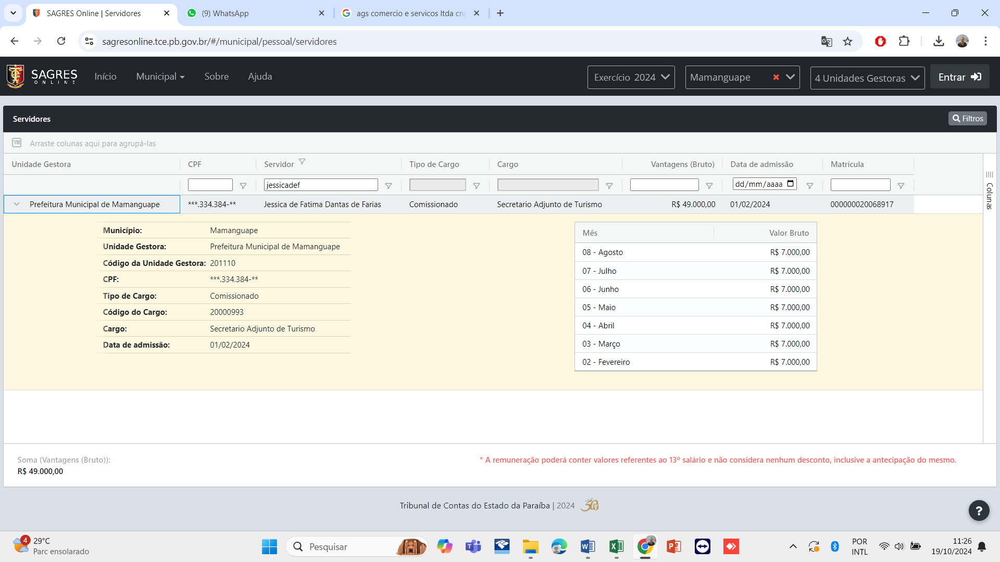 SAGRES Online | Servidores
(9) WhatsApp
ags comercio e servicos ltda cn
sagresonline.tce.pb.gov.br/#/municipal/pessoal/servidores
SAGRES
ONLINE
Início
Municipal
Sobre
Ajuda
Exercício 2024
Mamanguape
4 Unidades Gestoras
Entrar
Servidores
Filtros
Arraste colunas aqui para agrupá-las
Unidade Gestora CPF Servidor Tipo de Cargo Cargo Vantagens (Bruto) Data de admissão Matrícula
jessicadef dd/mm/aaaa
Colunas
Prefeitura Municipal de Mamanguape ***.334.384-** Jessica de Fatima Dantas de Farias Comissionado Secretario Adjunto de Turismo R$ 49.000,00 01/02/2024 000000020068917
Município: Mamanguape
Unidade Gestora: Prefeitura Municipal de Mamanguape
Código da Unidade Gestora: 201110
CPF: ***.334.384-**
Tipo de Cargo: Comissionado
Código do Cargo: 20000993
Cargo: Secretario Adjunto de Turismo
Data de admissão: 01/02/2024
Mês Valor Bruto
08 - Agosto R$ 7.000,00
07 - Julho R$ 7.000,00
06 - Junho R$ 7.000,00
05 - Maio R$ 7.000,00
04 - Abril R$ 7.000,00
03 - Março R$ 7.000,00
02 - Fevereiro R$ 7.000,00
Soma (Vantagens (Bruto)):
R$ 49.000,00
* A remuneração poderá conter valores referentes ao 13º salário e não considera nenhum desconto, inclusive a antecipação do mesmo.
Tribunal de Contas do Estado da Paraíba | 2024
50
?
4
29°C
Parc ensolarado
Pesquisar
POR
INTL
11:26
19/10/2024